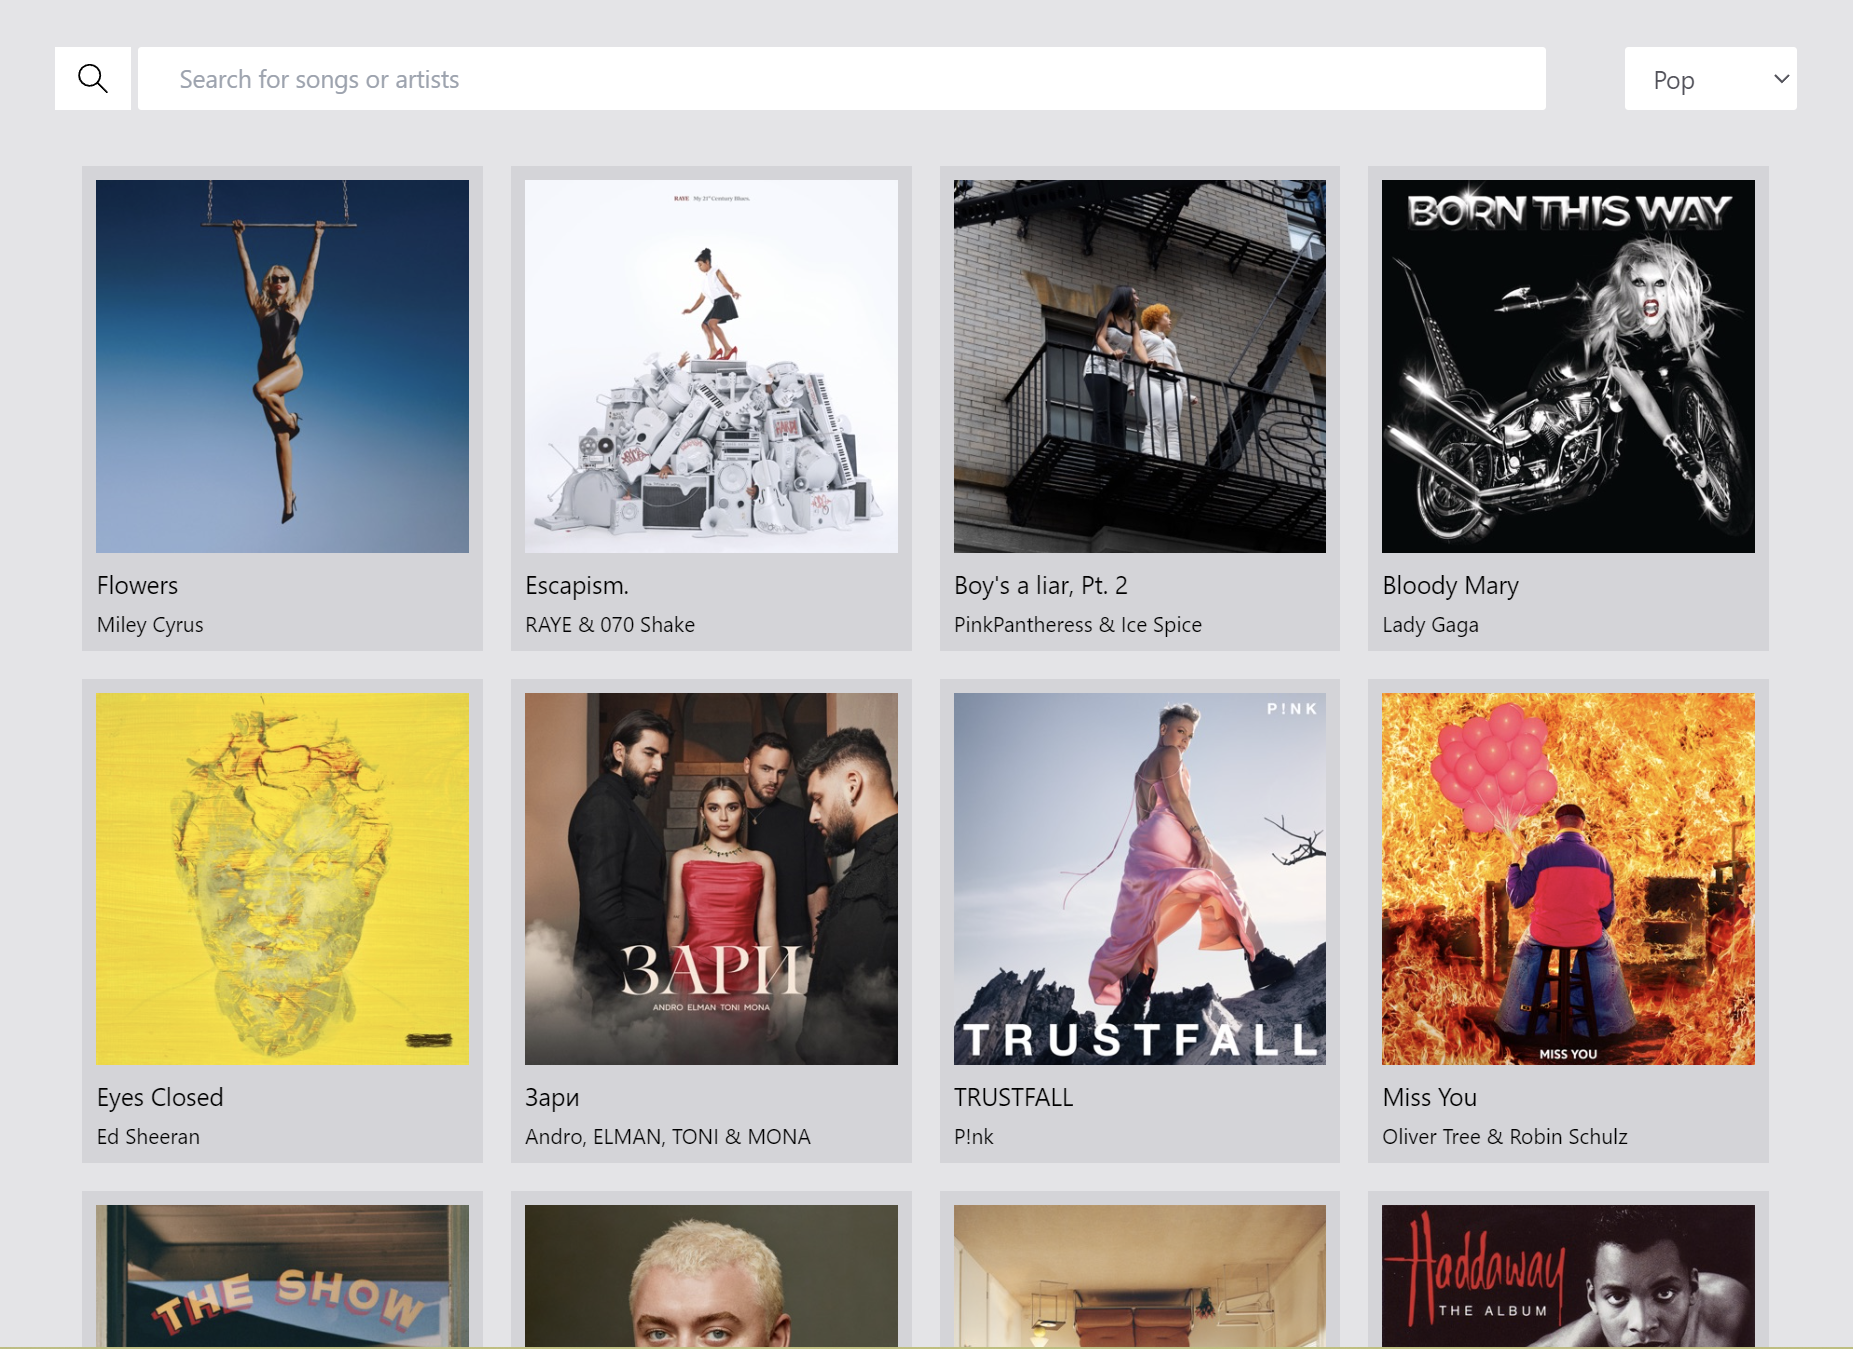 Search for songs or artists
Pop
RAYE My 21st Century Blues.
BORN THIS WAY
Flowers
Miley Cyrus
Escapism.
RAYE & 070 Shake
Boy's a liar, Pt. 2
PinkPantheress & Ice Spice
Bloody Mary
Lady Gaga
P!NK
ЗАРИ
ANDRO ELMAN TONI MONA
TRUSTFALL
MISS YOU
Eyes Closed
Ed Sheeran
Зари
Andro, ELMAN, TONI & MONA
TRUSTFALL
P!nk
Miss You
Oliver Tree & Robin Schulz
THE SHOW
Haddaway
THE ALBUM